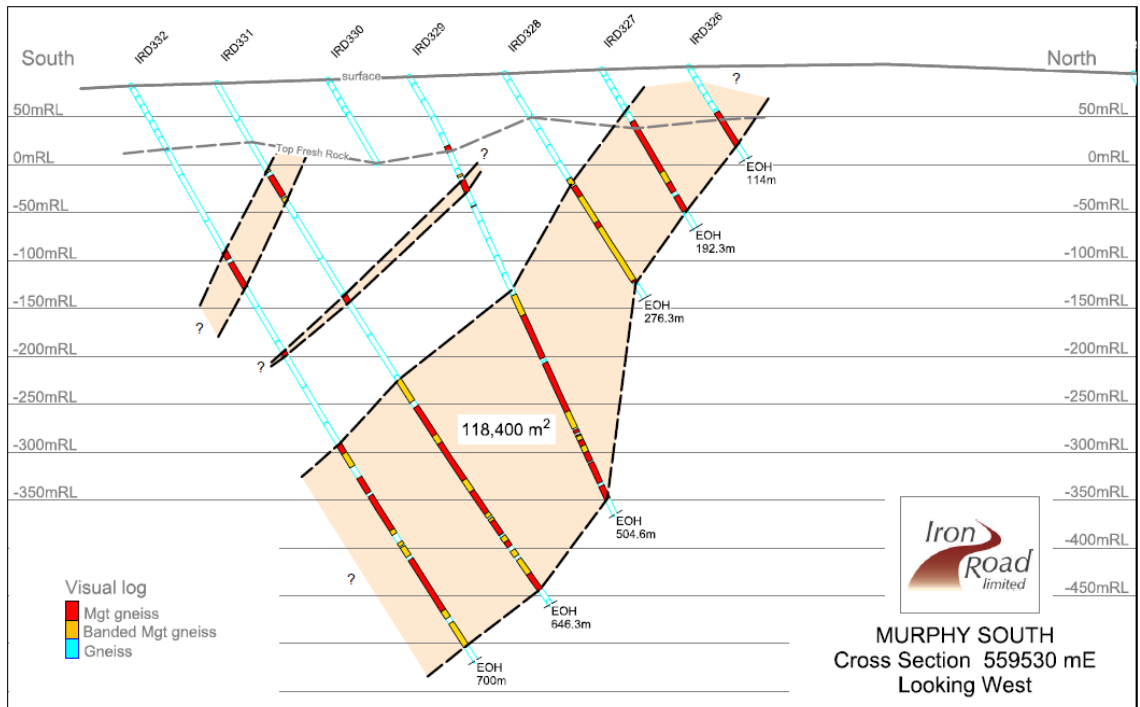 South
IRD332
IRD331
IRD330
IRD329
IRD328
IRD327
IRD326
North
surface
50mRL
50mRL
Top Fresh Rock
?
?
0mRL
0mRL
EOH
114m
-50mRL
-50mRL
EOH
192.3m
-100mRL
-100mRL
EOH
276.3m
-150mRL
-150mRL
?
?
-200mRL
-200mRL
-250mRL
-250mRL
118,400 m²
-300mRL
-300mRL
-350mRL
-350mRL
EOH
504.6m
-400mRL
?
-450mRL
EOH
646.3m
EOH
700m
Visual log
Mgt gneiss
Banded Mgt gneiss
Gneiss
Iron
Road
limited
MURPHY SOUTH
Cross Section 559530 mE
Looking West